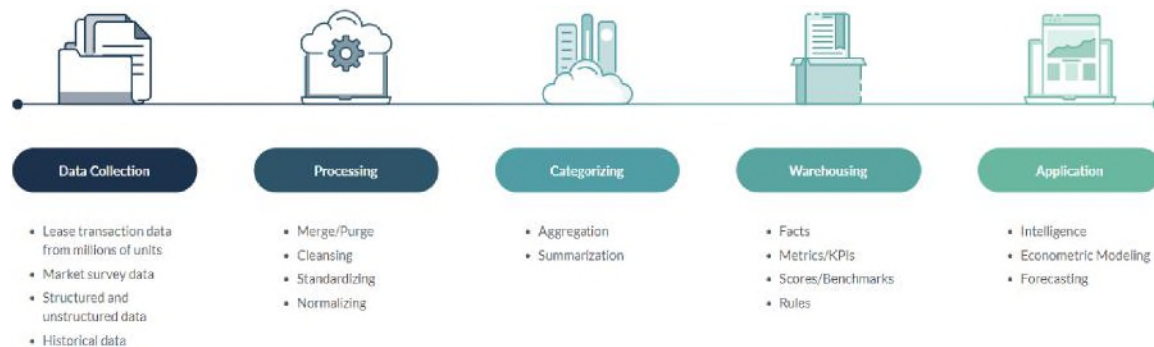 Data Collection
Lease transaction data
from millions of units
Market survey data
Structured and
unstructured data
Historical data
Processing
Merge/Purge
Cleansing
Standardizing
Normalizing
Categorizing
Aggregation
Summarization
Warehousing
Facts
Metrics/KPIs
Scores/Benchmarks
Rules
Application
Intelligence
Econometric Modeling
Forecasting